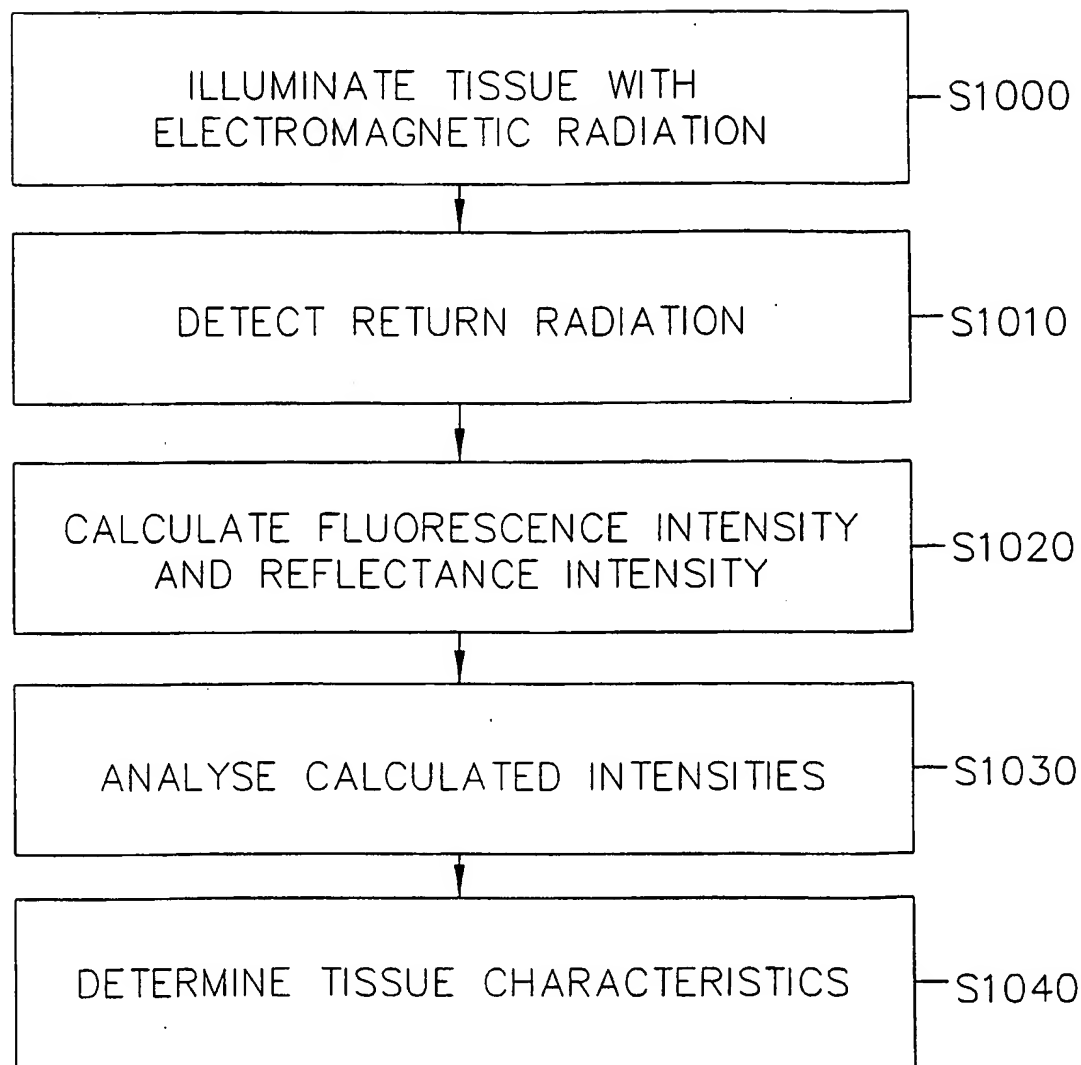 ILLUMINATE TISSUE WITH
ELECTROMAGNETIC RADIATION
S1000
DETECT RETURN RADIATION
S1010
CALCULATE FLUORESCENCE INTENSITY
AND REFLECTANCE INTENSITY
S1020
ANALYSE CALCULATED INTENSITIES
S1030
DETERMINE TISSUE CHARACTERISTICS
S1040